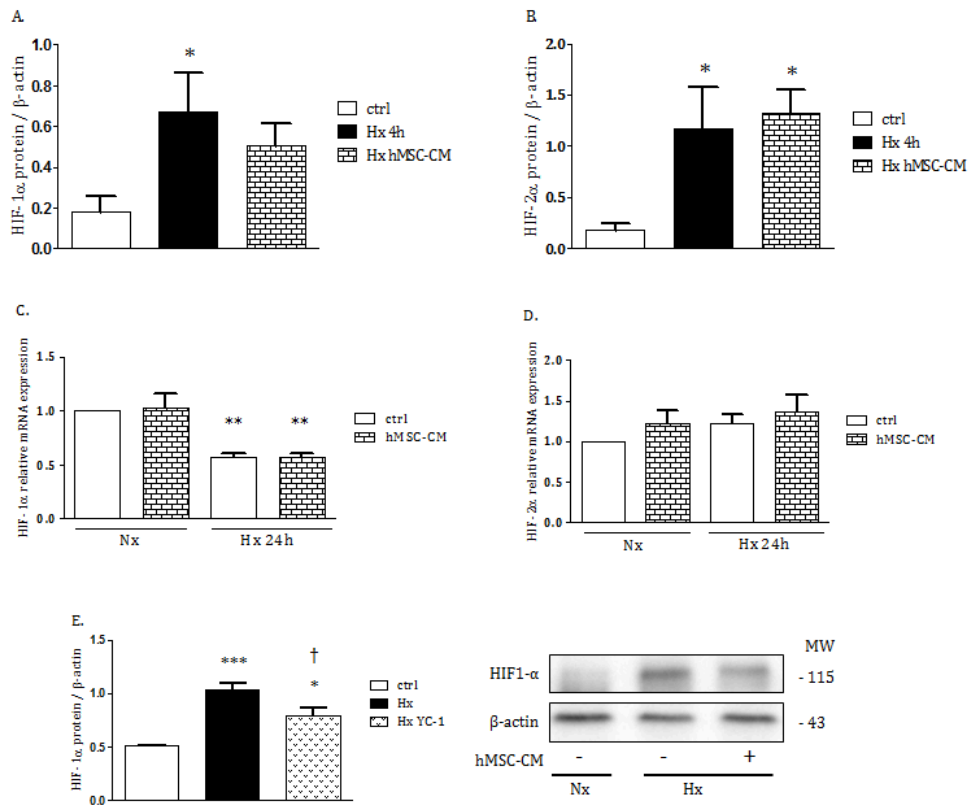 A.
HIF-1α protein / β-actin
1.0
0.8
0.6
0.4
0.2
0.0
*
ctrl
Hx 4h
Hx hMSC-CM
B.
HIF-2α protein / β-actin
2.0
1.5
1.0
0.5
0.0
*
*
ctrl
Hx 4h
Hx hMSC-CM
C.
HIF-1α relative mRNA expression
1.5
1.0
0.5
0.0
**
**
Nx
Hx 24h
ctrl
hMSC-CM
D.
HIF-2α relative mRNA expression
2.0
1.5
1.0
0.5
0.0
Nx
Hx 24h
ctrl
hMSC-CM
E.
HIF-1α protein / β-actin
1.5
1.0
0.5
0.0
***
†
*
ctrl
Hx
Hx YC-1
MW
HIF1-α
- 115
β-actin
- 43
hMSC-CM - - +
Nx Hx